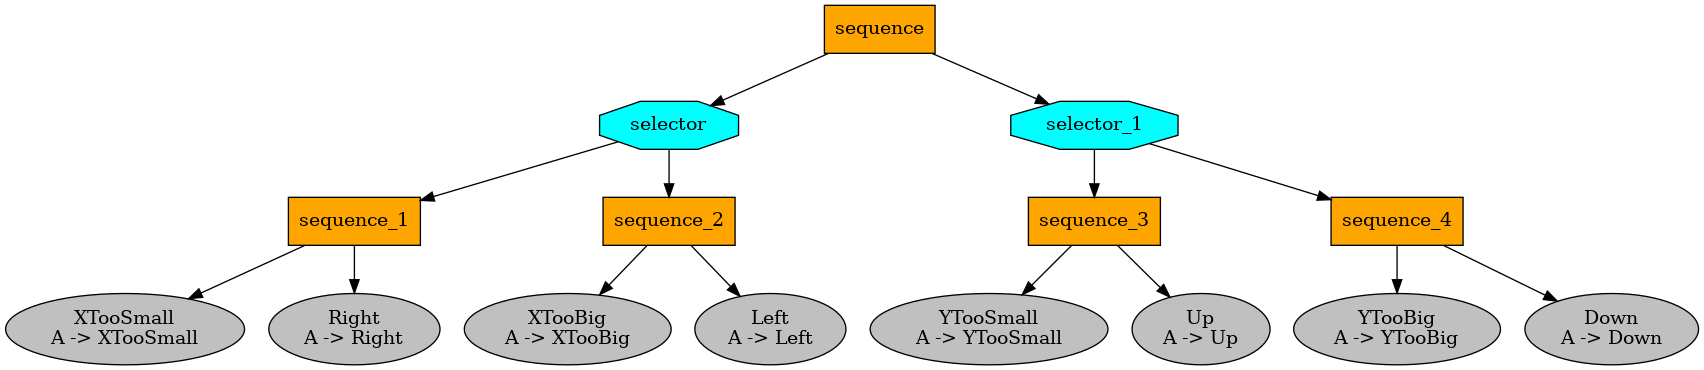 sequence
selector
selector_1
sequence_1
sequence_2
sequence_3
sequence_4
XTooSmall
A -> XTooSmall
Right
A -> Right
XTooBig
A -> XTooBig
Left
A -> Left
YTooSmall
A -> YTooSmall
Up
A -> Up
YTooBig
A -> YTooBig
Down
A -> Down